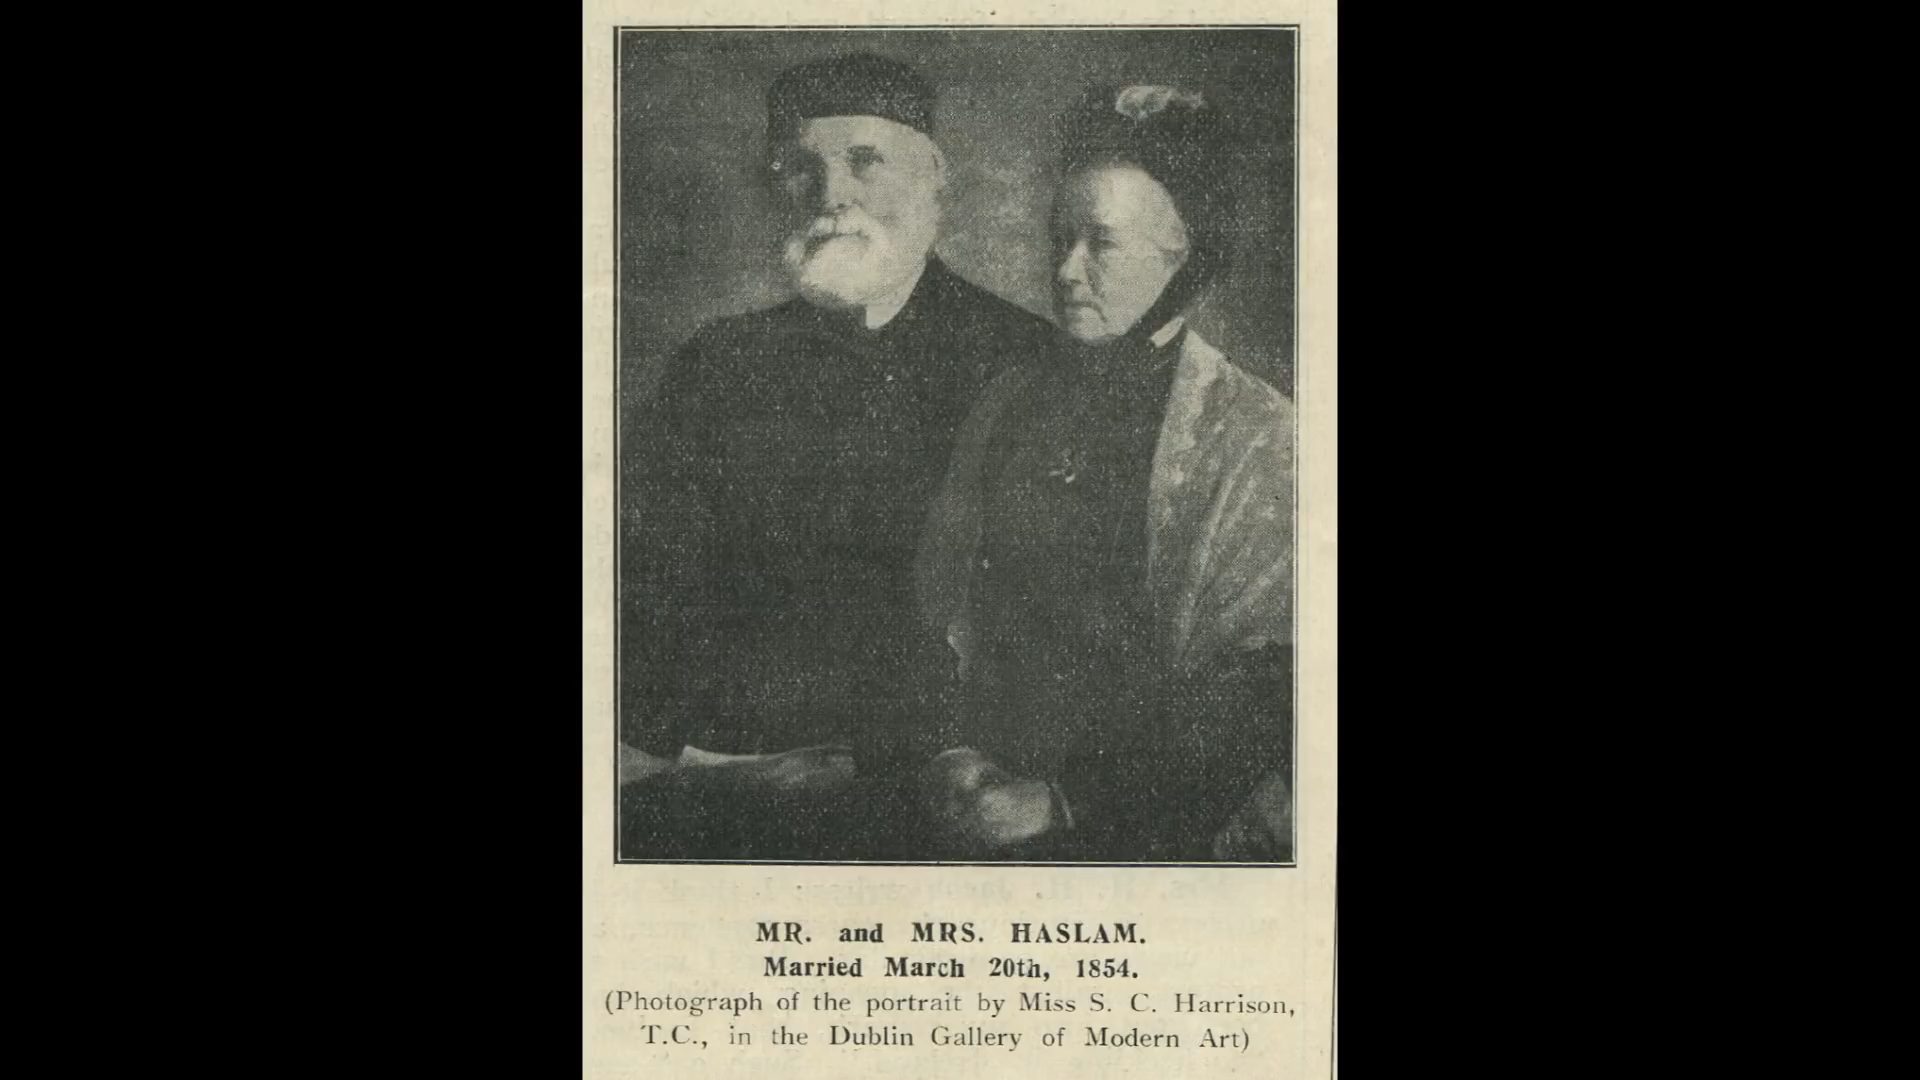 MR. and MRS. HASLAM.
Married March 20th, 1854.
(Photograph of the portrait by Miss S. C. Harrison,
T.C., in the Dublin Gallery of Modern Art)